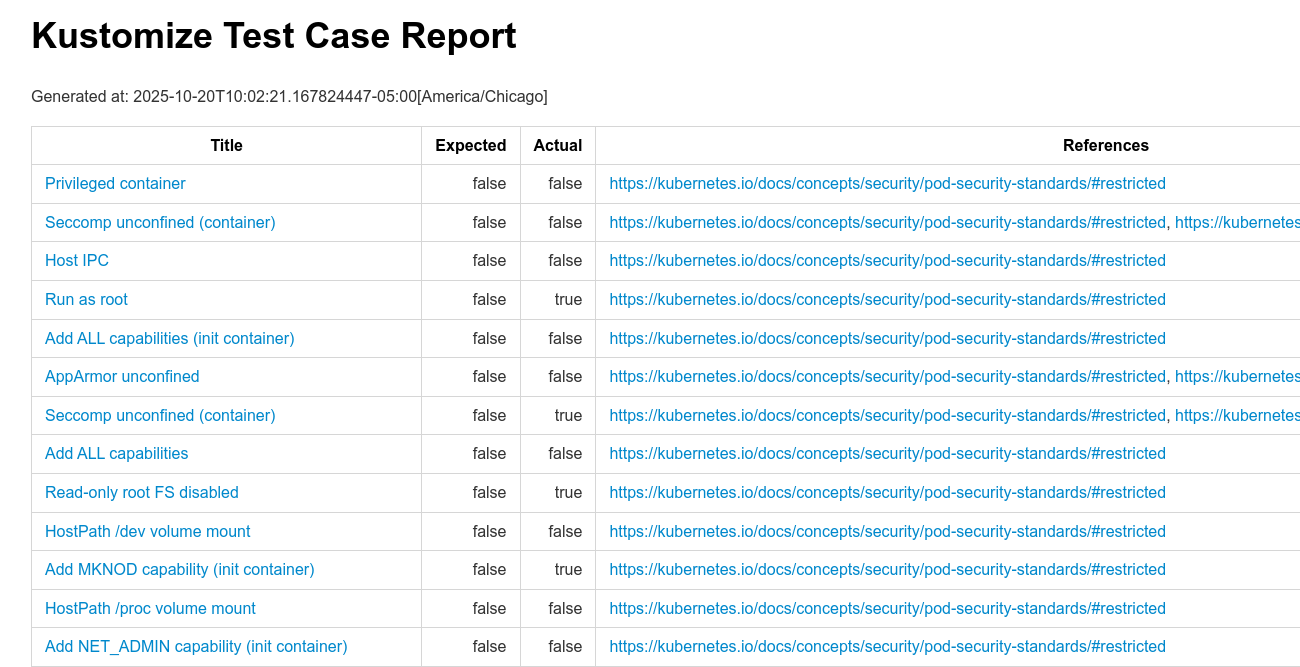 Kustomize Test Case Report
Generated at: 2025-10-20T10:02:21.167824447-05:00[America/Chicago]
Title Expected Actual References
Privileged container false false https://kubernetes.io/docs/concepts/security/pod-security-standards/#restricted
Seccomp unconfined (container) false false https://kubernetes.io/docs/concepts/security/pod-security-standards/#restricted, https://kubernetes
Host IPC false false https://kubernetes.io/docs/concepts/security/pod-security-standards/#restricted
Run as root false true https://kubernetes.io/docs/concepts/security/pod-security-standards/#restricted
Add ALL capabilities (init container) false false https://kubernetes.io/docs/concepts/security/pod-security-standards/#restricted
AppArmor unconfined false false https://kubernetes.io/docs/concepts/security/pod-security-standards/#restricted, https://kubernetes
Seccomp unconfined (container) false true https://kubernetes.io/docs/concepts/security/pod-security-standards/#restricted, https://kubernetes
Add ALL capabilities false false https://kubernetes.io/docs/concepts/security/pod-security-standards/#restricted
Read-only root FS disabled false true https://kubernetes.io/docs/concepts/security/pod-security-standards/#restricted
HostPath /dev volume mount false false https://kubernetes.io/docs/concepts/security/pod-security-standards/#restricted
Add MKNOD capability (init container) false true https://kubernetes.io/docs/concepts/security/pod-security-standards/#restricted
HostPath /proc volume mount false false https://kubernetes.io/docs/concepts/security/pod-security-standards/#restricted
Add NET_ADMIN capability (init container) false false https://kubernetes.io/docs/concepts/security/pod-security-standards/#restricted